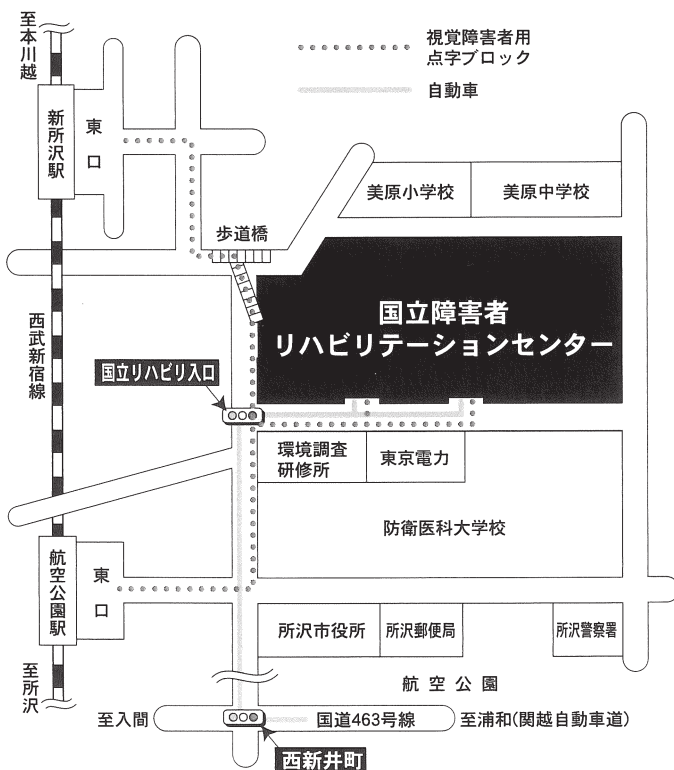 至本川越
新所沢駅
東口
視覚障害者用
点字ブロック
自動車
美原小学校
美原中学校
歩道橋
国立障害者
リハビリテーションセンター
西武新宿線
国立リハビリ入口
環境調査
研修所
東京電力
防衛医科大学校
航空公園駅
東口
所沢市役所
所沢郵便局
所沢警察署
至所沢
航空公園
至入間
国道463号線
至浦和(関越自動車道)
西新井町